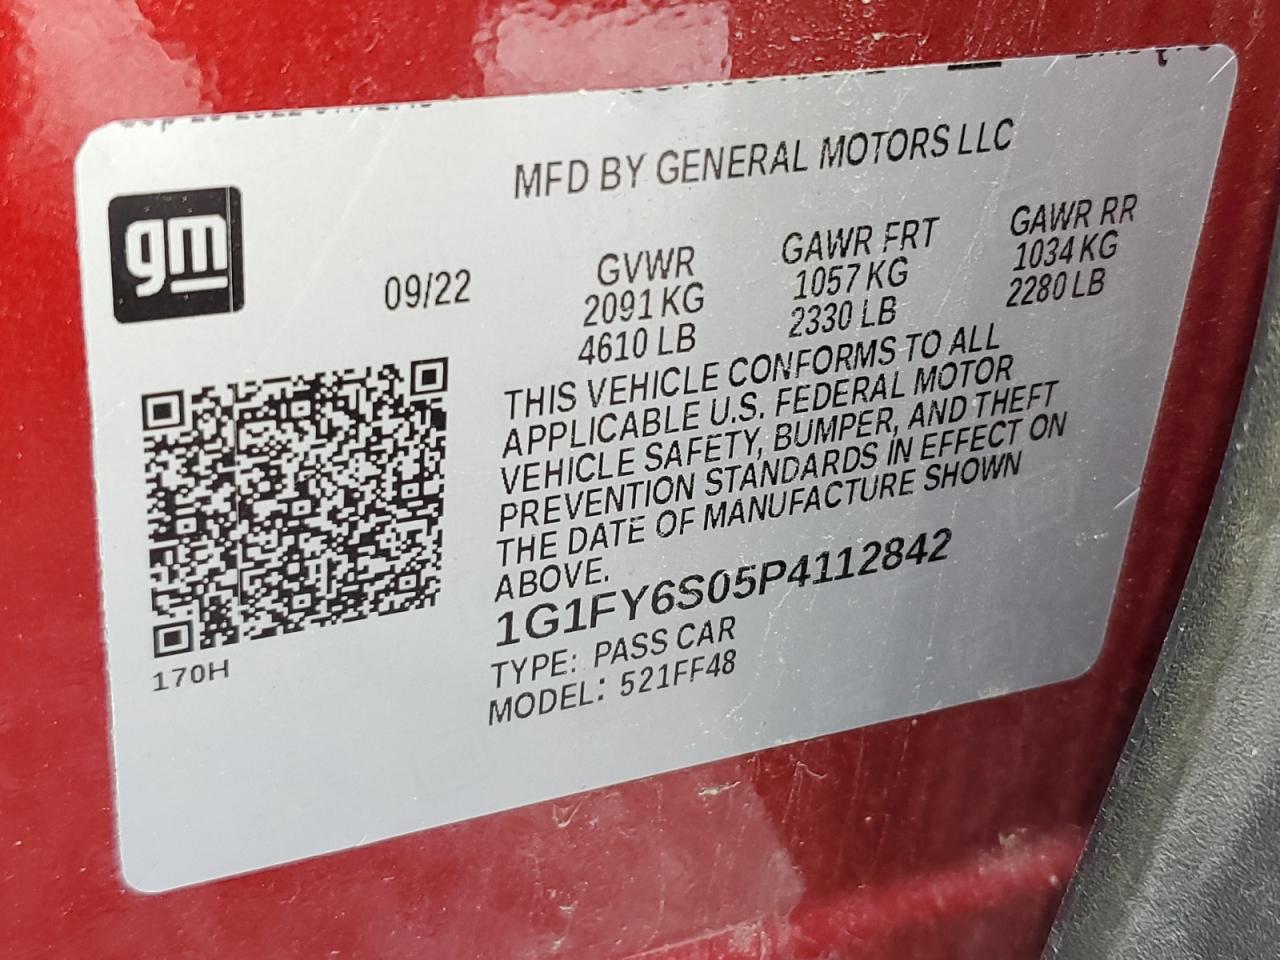 MFD BY GENERAL MOTORS LLC
gm
09/22
GVWR
2091 KG
4610 LB
GAWR FRT
1057 KG
2330 LB
GAWR RR
1034 KG
2280 LB
THIS VEHICLE CONFORMS TO ALL
APPLICABLE U.S. FEDERAL MOTOR
VEHICLE SAFETY, BUMPER, AND THEFT
PREVENTION STANDARDS IN EFFECT ON
THE DATE OF MANUFACTURE SHOWN
ABOVE.
1G1FY6S05P4112842
TYPE: PASS CAR
MODEL: 521FF48
170H